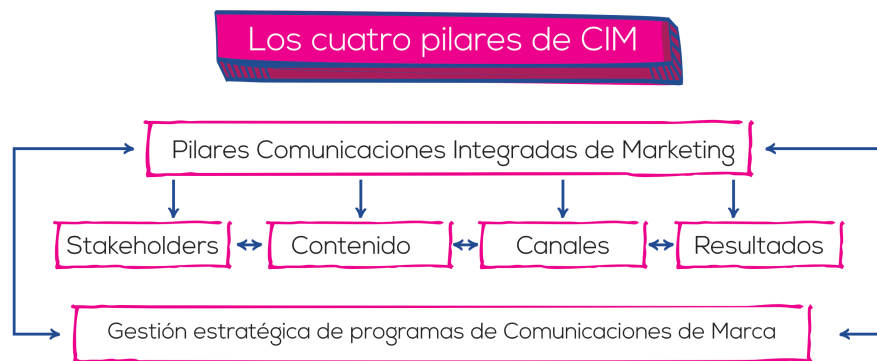 Los cuatro pilares de CIM
Pilares Comunicaciones Integradas de Marketing
Stakeholders
Contenido
Canales
Resultados
Gestión estratégica de programas de Comunicaciones de Marca